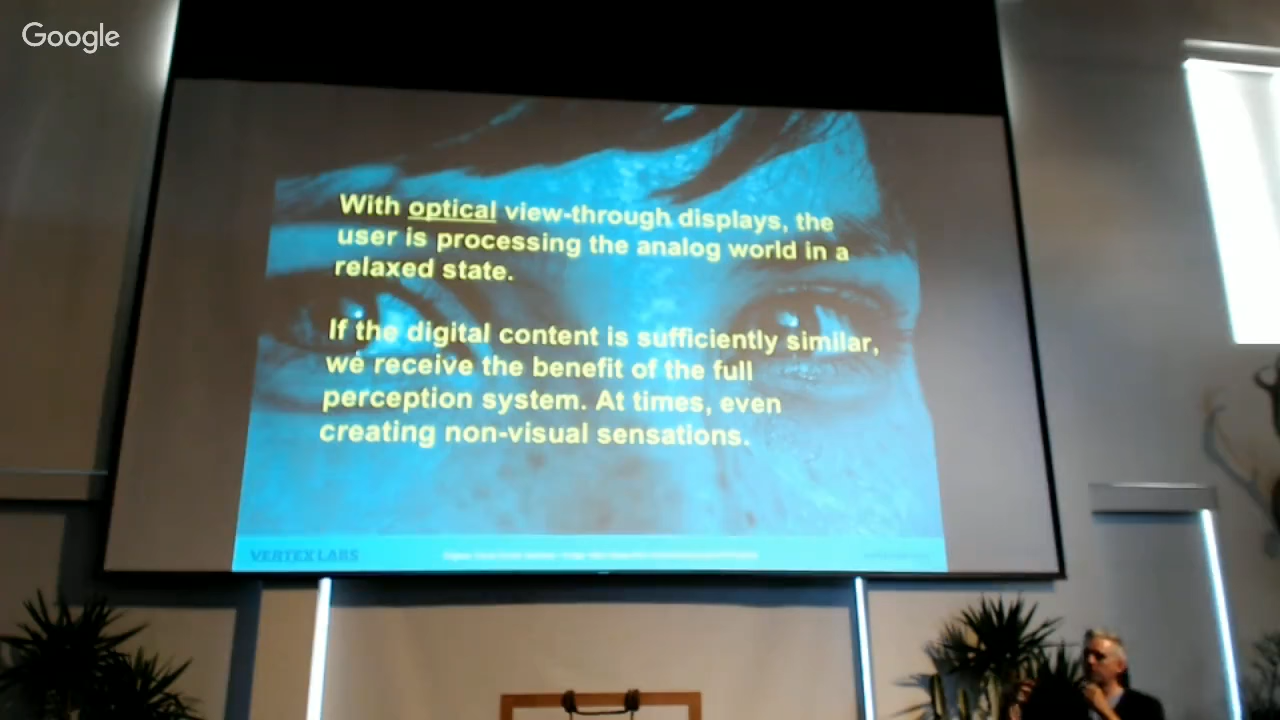 Google
With optical view-through displays, the
user is processing the analog world in a
relaxed state.
If the digital content is sufficiently similar,
we receive the benefit of the full
perception system. At times, even
creating non-visual sensations.
VERTEX LABS